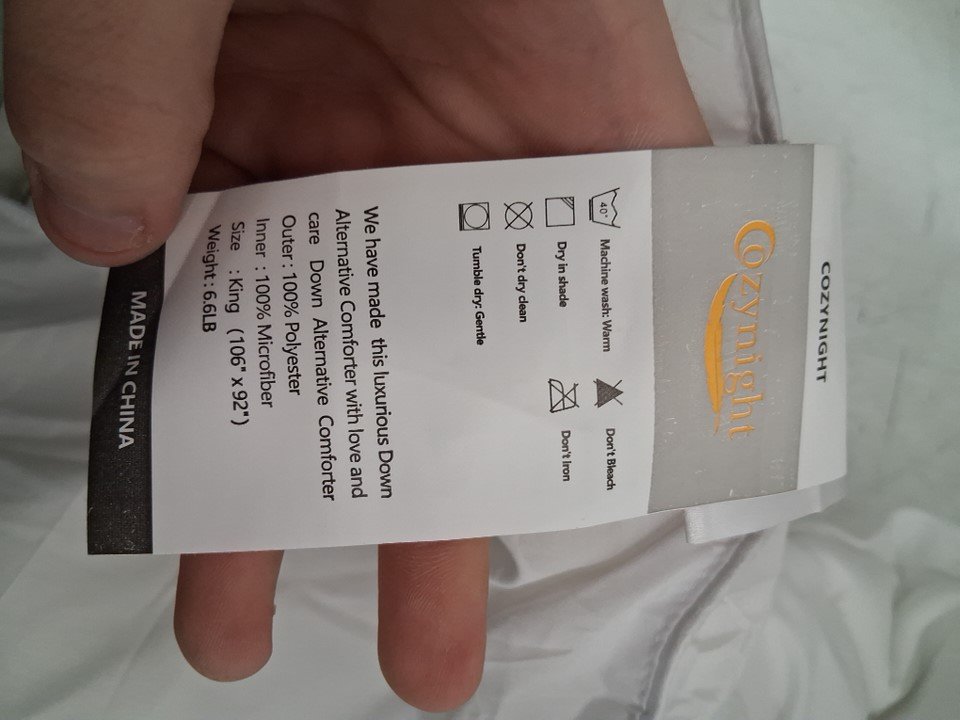 COZYNIGHT
Cozynight
40°
Machine wash: Warm
Don't Bleach
Dry in shade
Don't Iron
Don't dry clean
Tumble dry: Gentle
We have made this luxurious Down
Alternative Comforter with love and
care Down Alternative Comforter
Outer : 100% Polyester
Inner : 100% Microfiber
Size : King (106" x 92")
Weight : 6.6LB
MADE IN CHINA